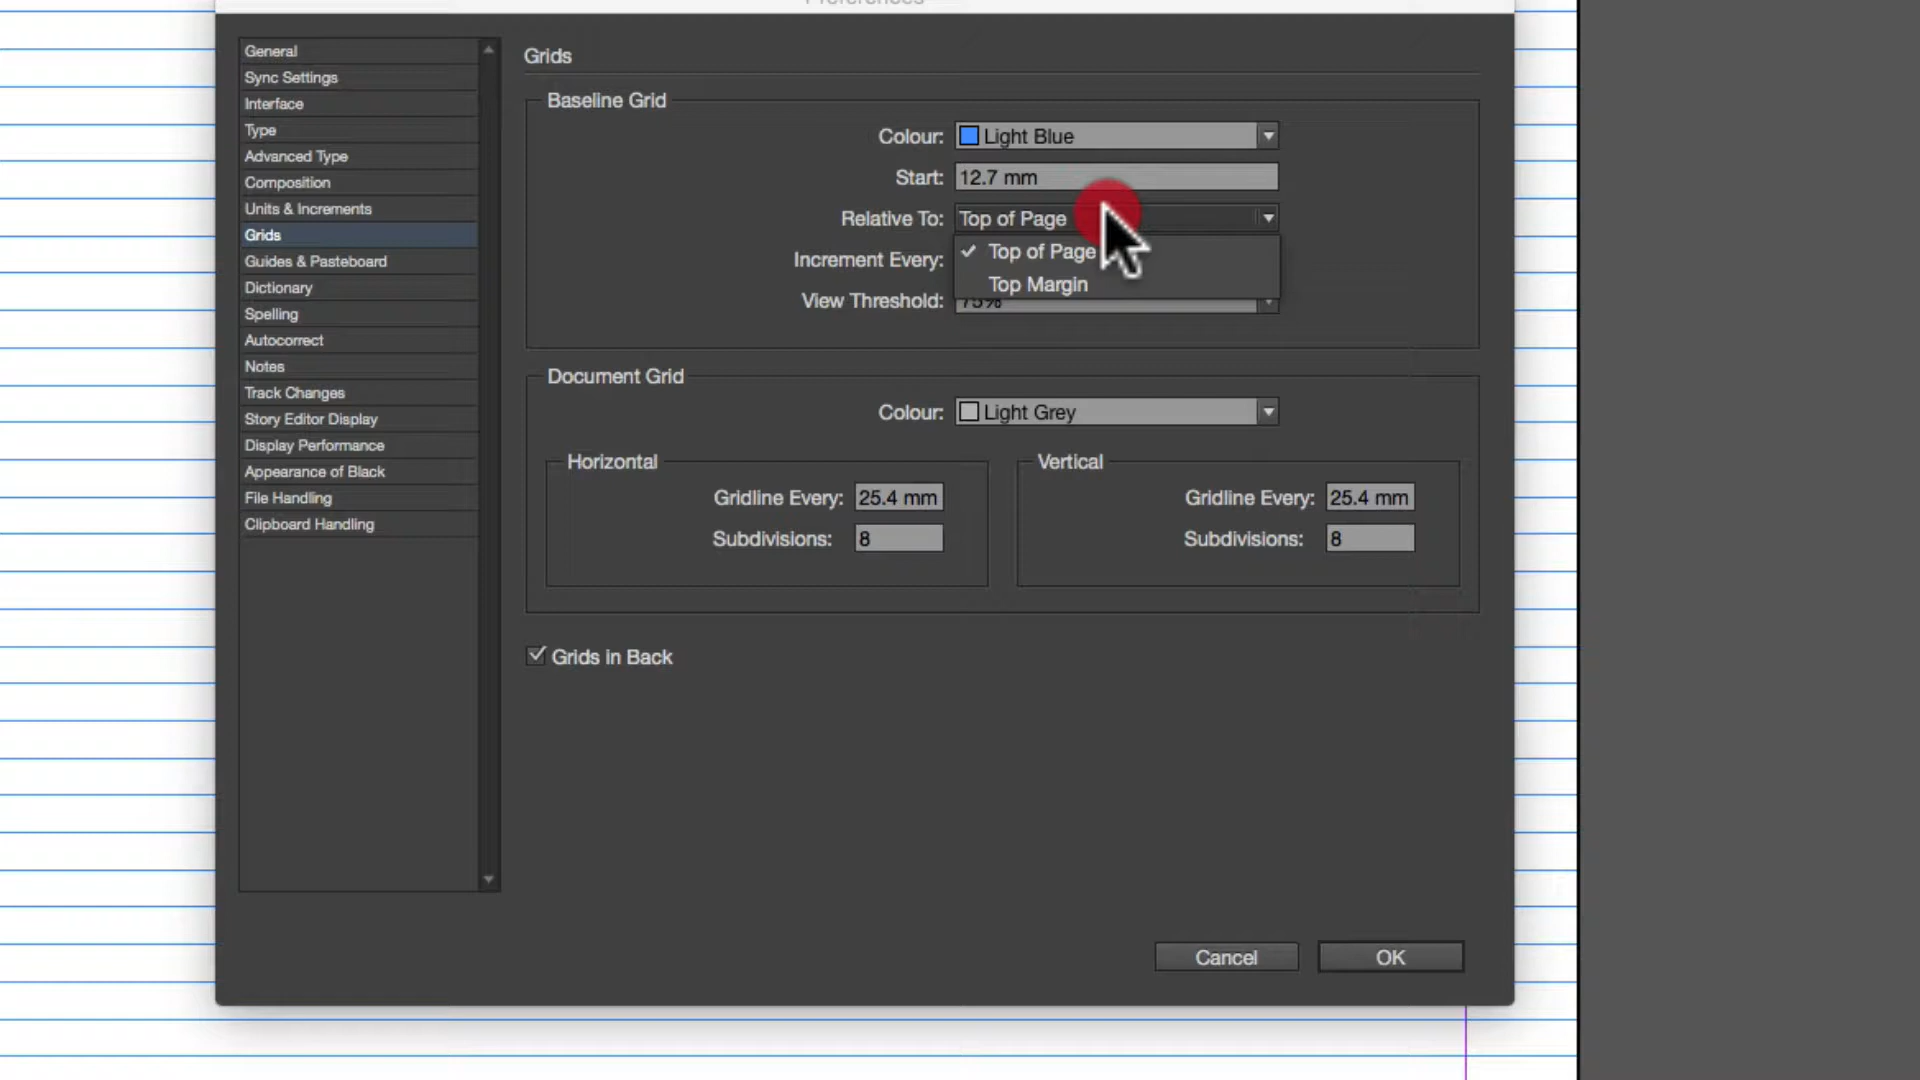 Preferences
General
Sync Settings
Interface
Type
Advanced Type
Composition
Units & Increments
Grids
Guides & Pasteboard
Dictionary
Spelling
Autocorrect
Notes
Track Changes
Story Editor Display
Display Performance
Appearance of Black
File Handling
Clipboard Handling
Grids
Baseline Grid
Colour: Light Blue
Start: 12.7 mm
Relative To: Top of Page
Top of Page
Increment Every:
Top Margin
View Threshold: 75%
Document Grid
Colour: Light Grey
Horizontal
Gridline Every: 25.4 mm
Subdivisions: 8
Vertical
Gridline Every: 25.4 mm
Subdivisions: 8
Grids in Back
Cancel
OK